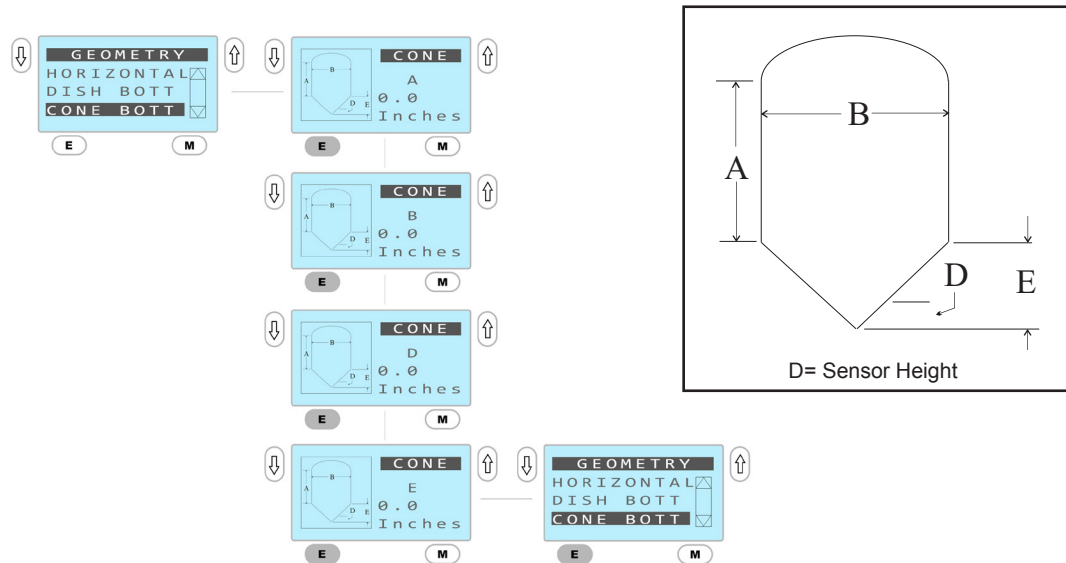 GEOMETRY
HORIZONTAL
DISH BOTT
CONE BOTT
E M
CONE
A
B
D
E
A
0.0
Inches
E M
CONE
A
B
D
E
B
0.0
Inches
E M
CONE
A
B
D
E
D
0.0
Inches
E M
CONE
A
B
D
E
E
0.0
Inches
E M
GEOMETRY
HORIZONTAL
DISH BOTT
CONE BOTT
E M
B
A
D
E
D= Sensor Height